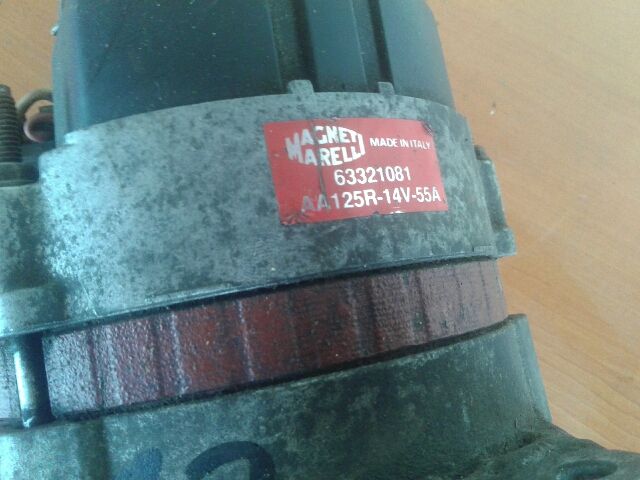 MAGNETI MARELLI MADE IN ITALY
63321081
AA125R-14V-55A